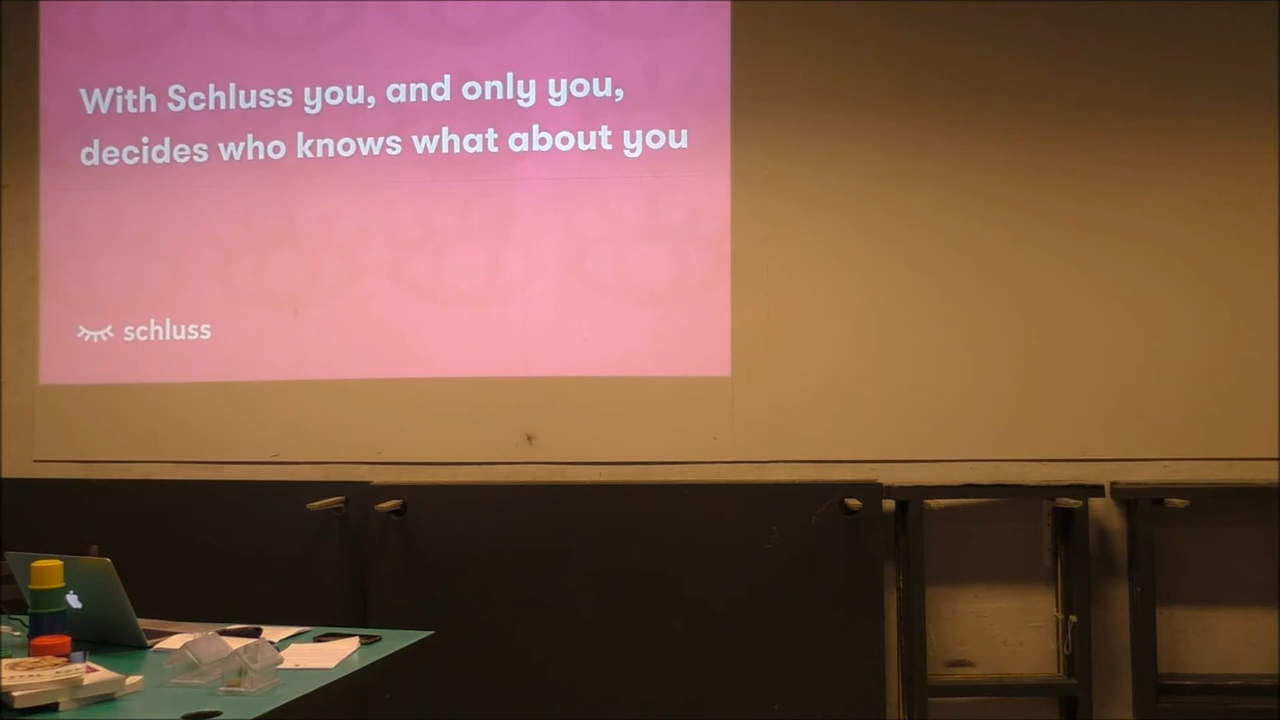 With Schluss you, and only you,
decides who knows what about you
schluss